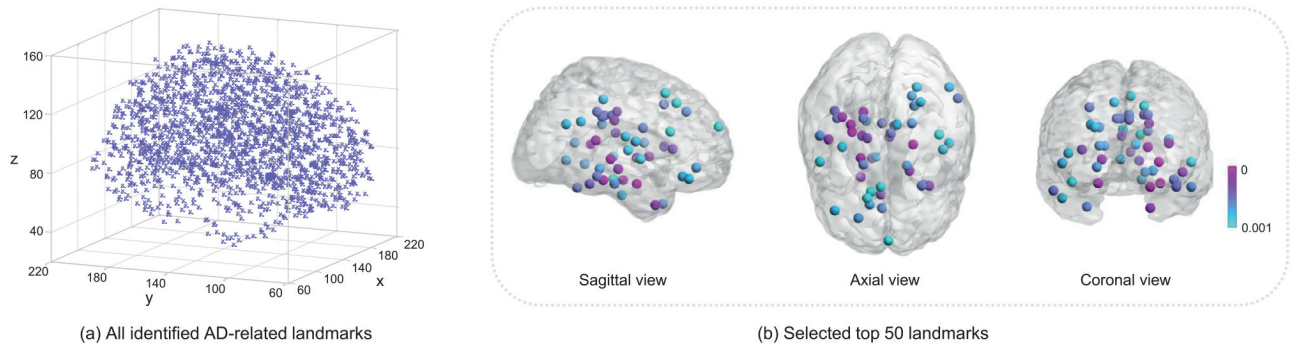 160
120
80
40
z
220
180
140
100
60
y
60
100
140
180
220
x
(a) All identified AD-related landmarks
Sagittal view
Axial view
Coronal view
0
0.001
(b) Selected top 50 landmarks